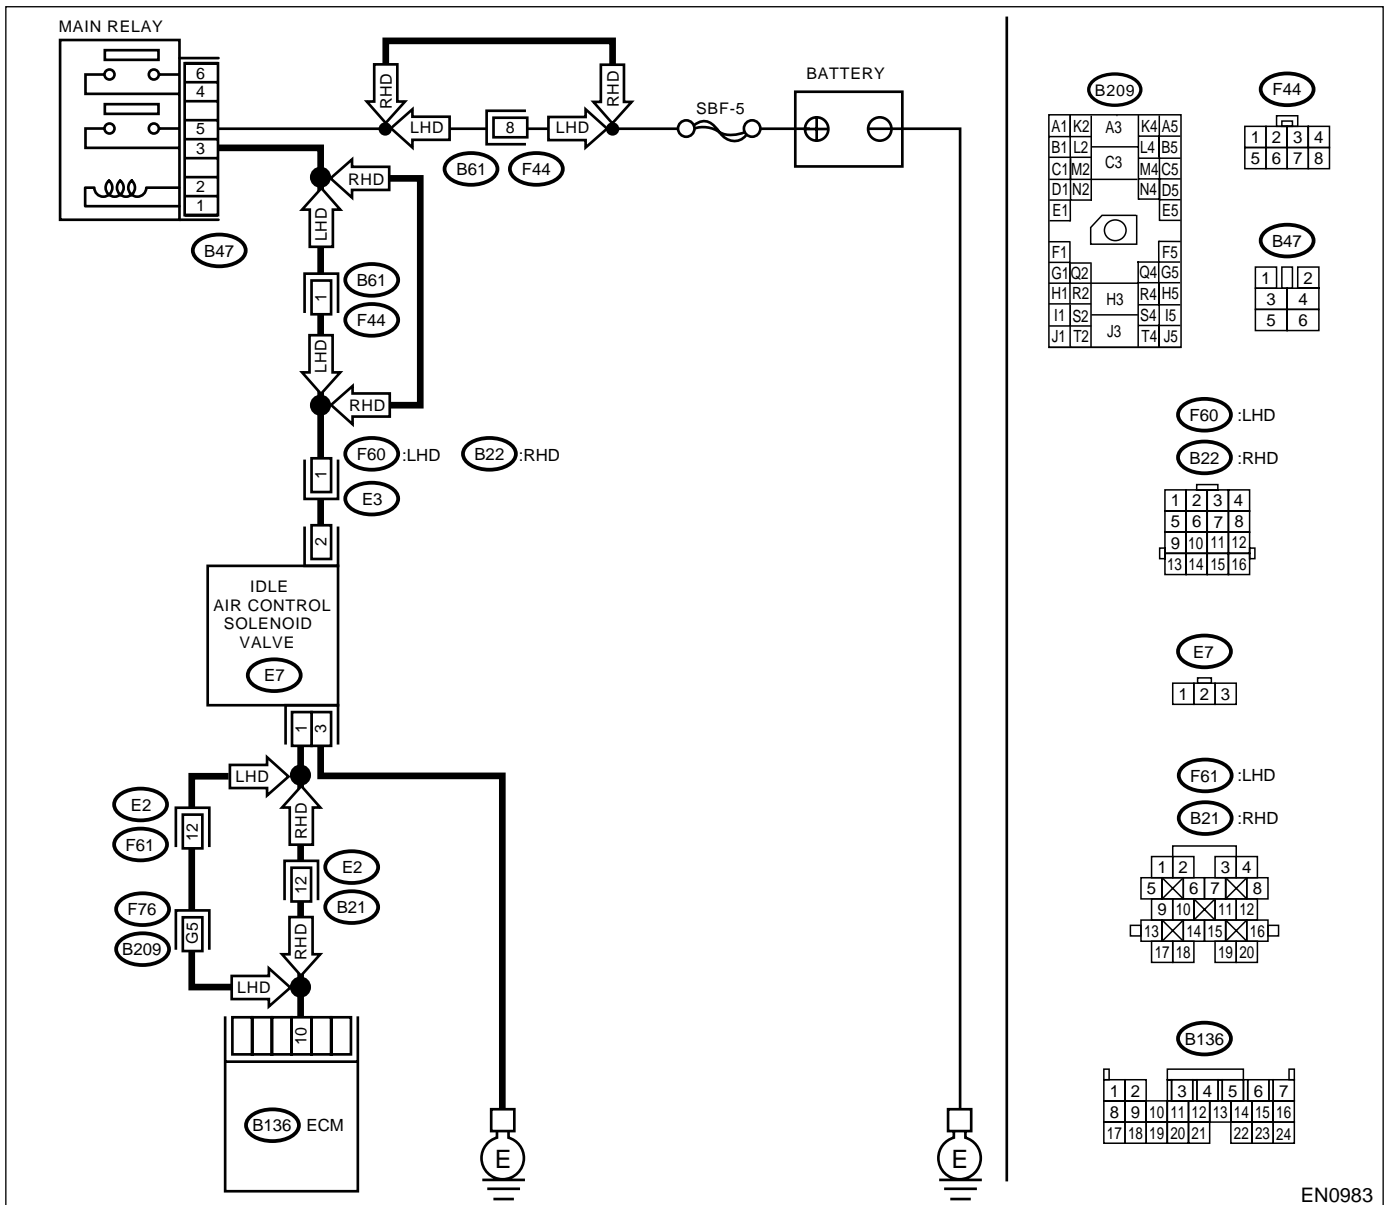 MAIN RELAY
6
4
5
3
2
1
B47
RHD
RHD
LHD
8
LHD
B61
F44
SBF-5
BATTERY
RHD
LHD
1
B61
F44
LHD
RHD
1
F60 :LHD
B22 :RHD
E3
2
IDLE
AIR CONTROL
SOLENOID
VALVE
E7
1 3
LHD
RHD
E2
12
F61
E2
12
B21
F76
G5
B209
RHD
LHD
10
B136 ECM
E
E
B209
A1 K2 A3 K4 A5
B1 L2 L4 B5
C1 M2 C3 M4 C5
D1 N2 N4 D5
E1 E5
F1 F5
G1 Q2 Q4 G5
H1 R2 H3 R4 H5
I1 S2 S4 I5
J1 T2 J3 T4 J5
F44
1 2 3 4
5 6 7 8
B47
1 2
3 4
5 6
F60 :LHD
B22 :RHD
1 2 3 4
5 6 7 8
9 10 11 12
13 14 15 16
E7
1 2 3
F61 :LHD
B21 :RHD
1 2 3 4
5 6 7 8
9 10 11 12
13 14 15 16
17 18 19 20
B136
1 2 3 4 5 6 7
8 9 10 11 12 13 14 15 16
17 18 19 20 21 22 23 24
EN0983